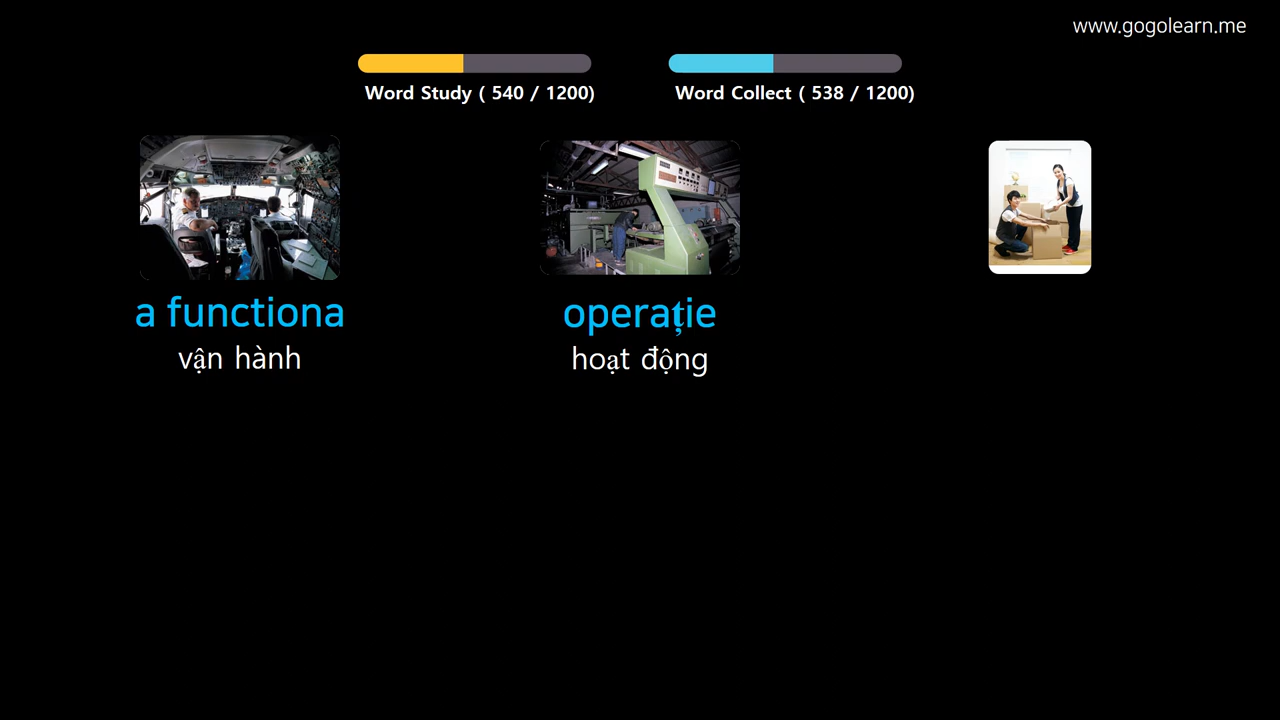 www.gogolearn.me
Word Study ( 540 / 1200)
Word Collect ( 538 / 1200)
a functiona
vận hành
operație
hoạt động